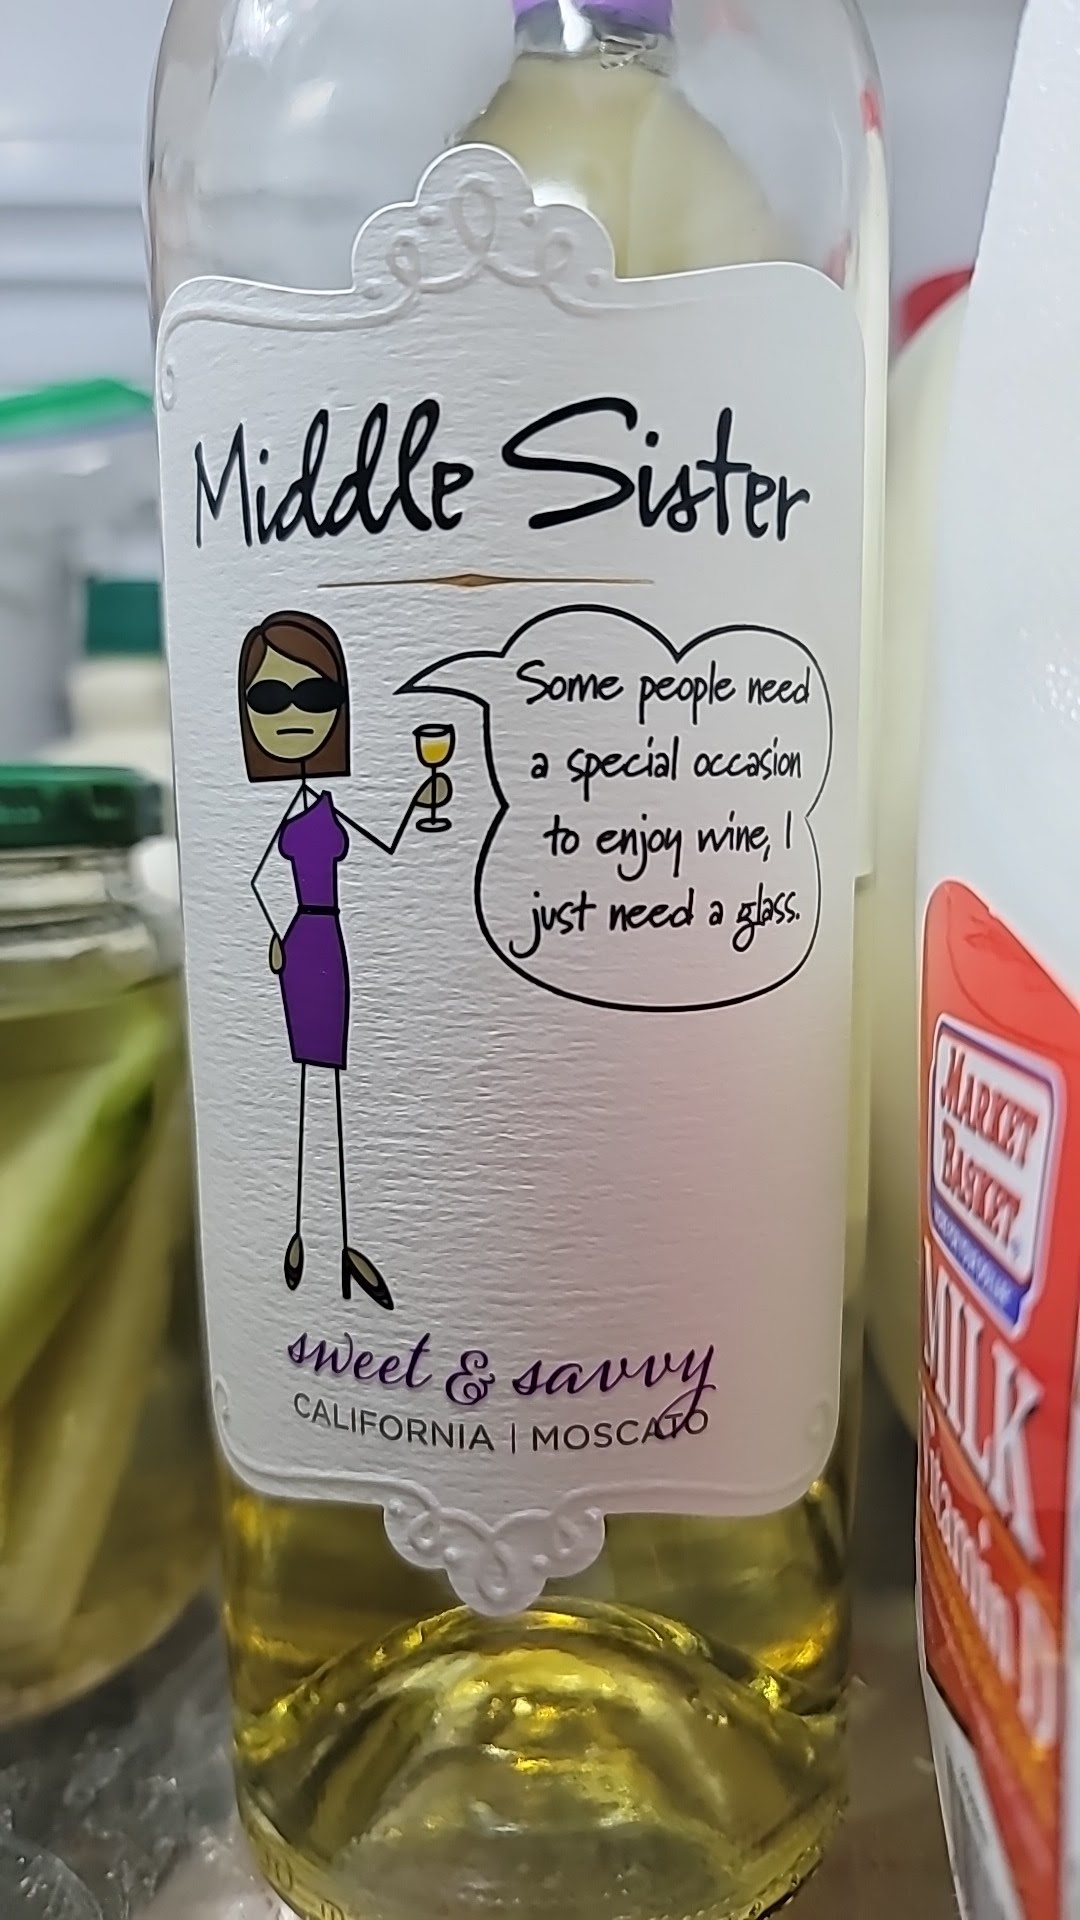 Middle Sister
Some people need
a special occasion
to enjoy wine, I
just need a glass.
sweet & savvy
CALIFORNIA | MOSCATO
MARKET
BASKET
MILK
Vitamin D